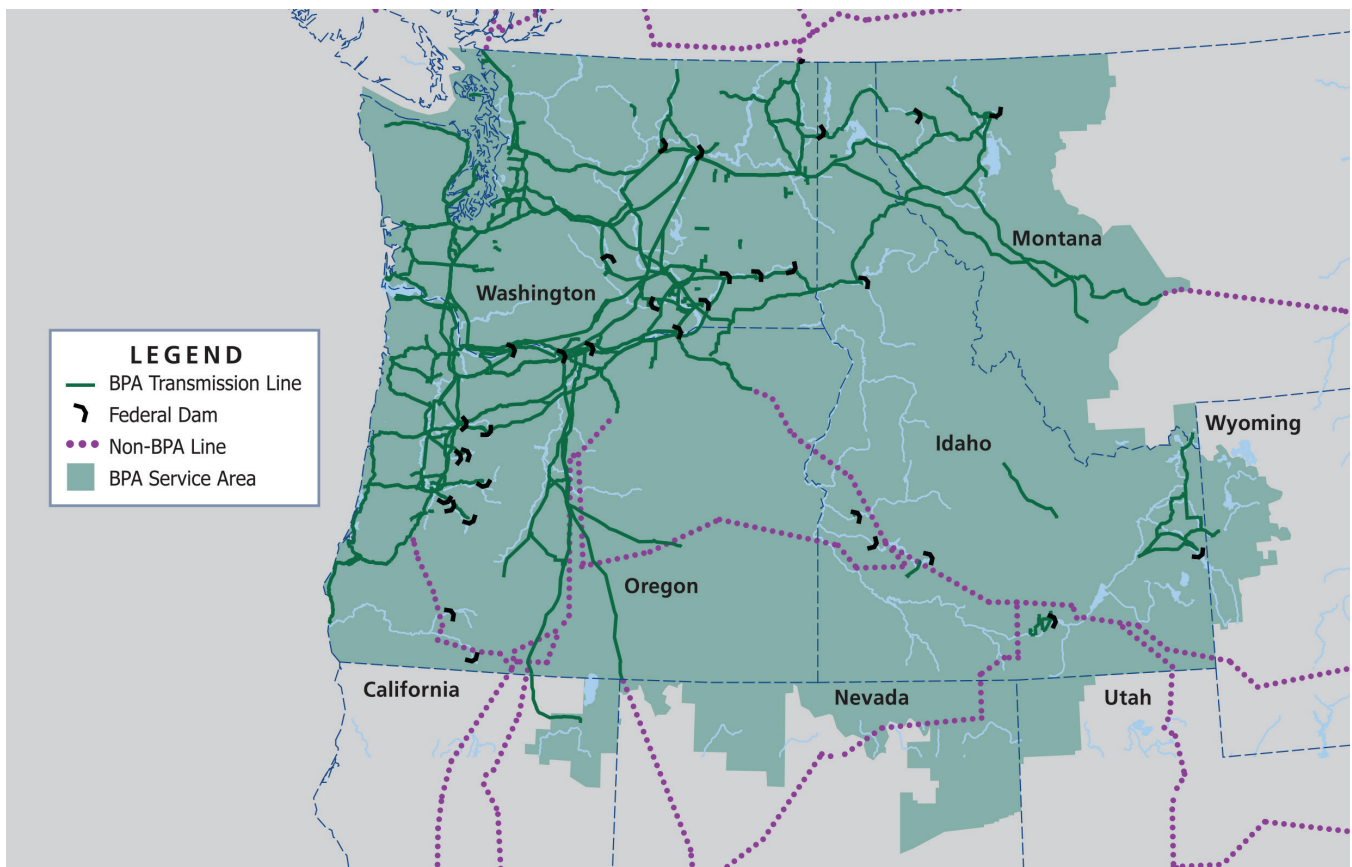 Montana
Washington
LEGEND
BPA Transmission Line
Federal Dam
Non-BPA Line
BPA Service Area
Wyoming
Idaho
Oregon
California
Nevada
Utah